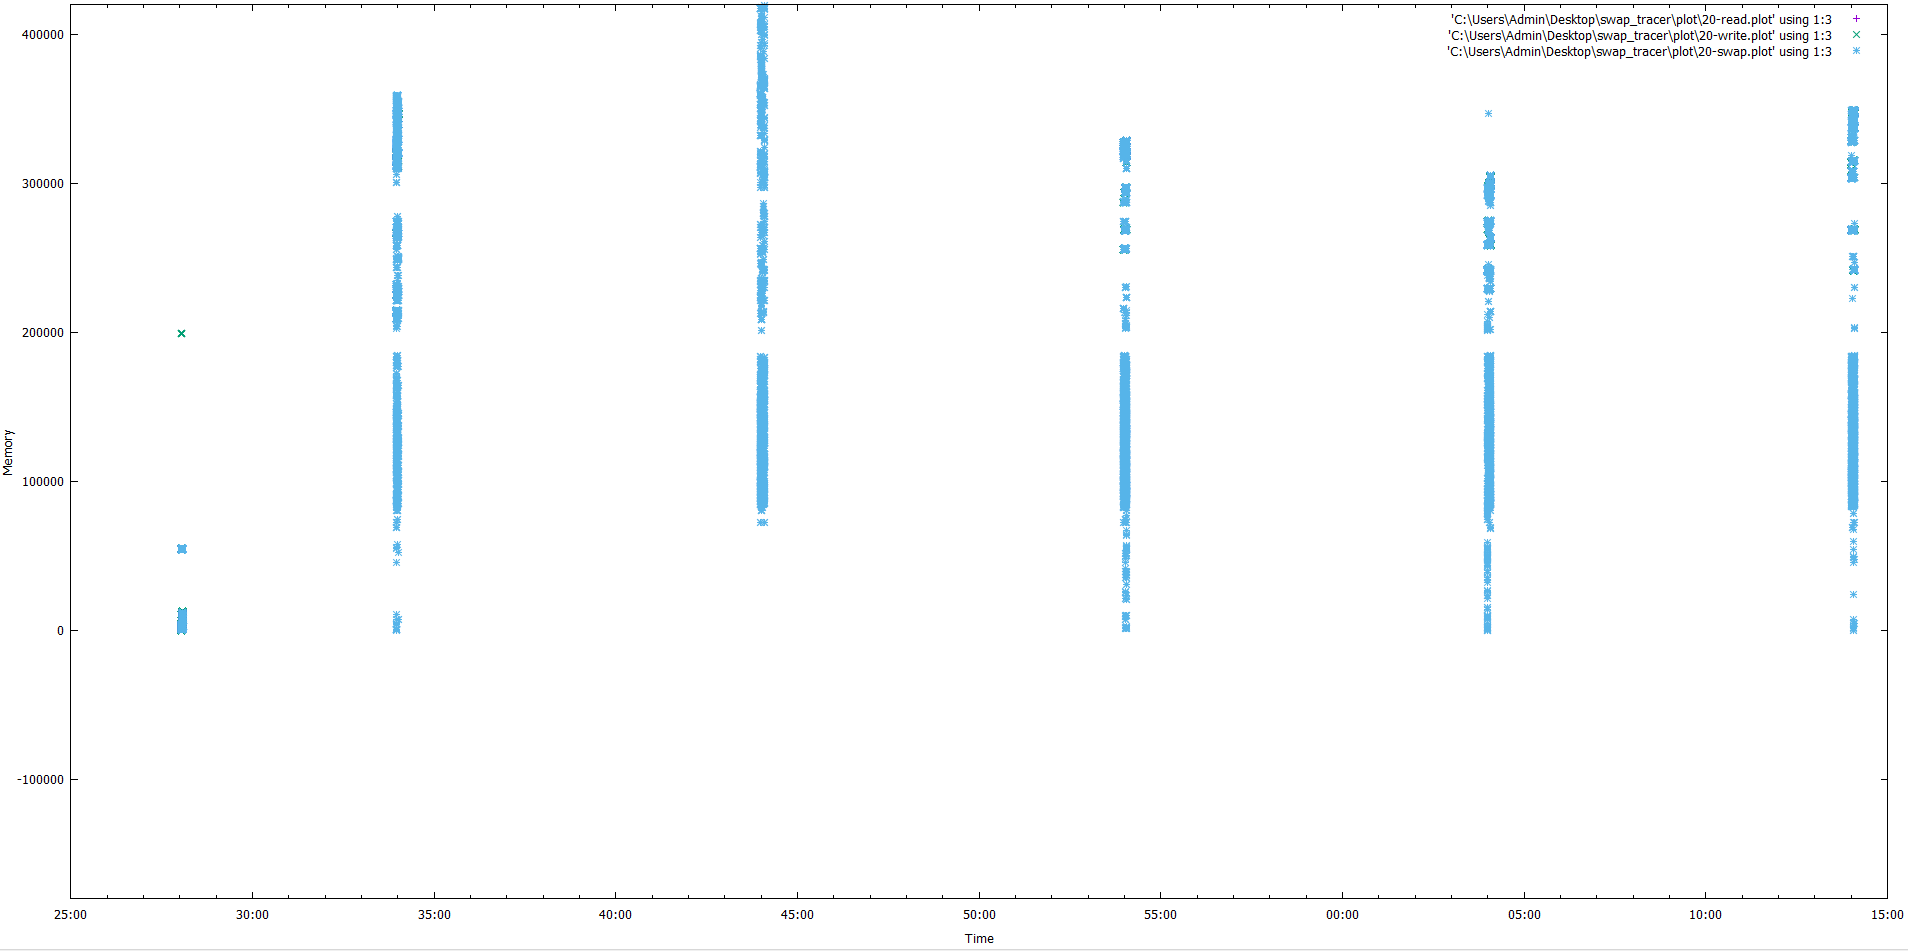 'C:\Users\Admin\Desktop\swap_tracer\plot\20-read.plot' using 1:3
'C:\Users\Admin\Desktop\swap_tracer\plot\20-write.plot' using 1:3
'C:\Users\Admin\Desktop\swap_tracer\plot\20-swap.plot' using 1:3
400000
300000
200000
100000
0
-100000
Memory
25:00 30:00 35:00 40:00 45:00 50:00 55:00 00:00 05:00 10:00 15:00
Time